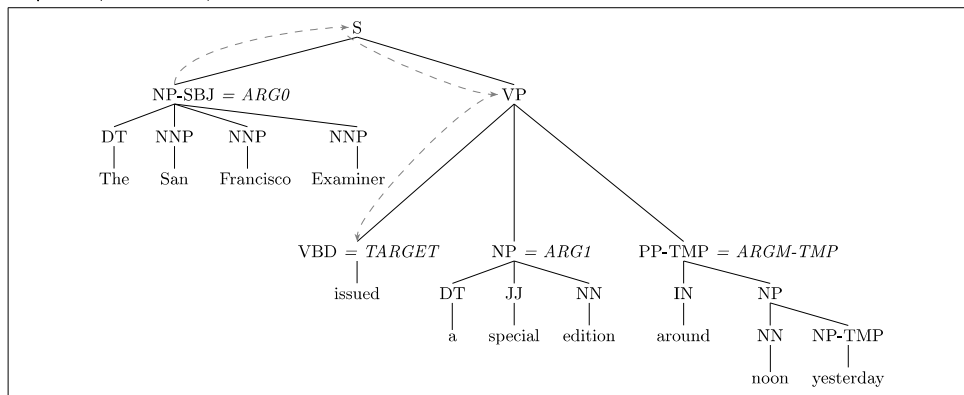 S
NP-SBJ = ARG0 VP
DT NNP NNP NNP
The San Francisco Examiner
VBD = TARGET NP = ARG1 PP-TMP = ARGM-TMP
issued DT JJ NN IN NP
a special edition around NN NP-TMP
noon yesterday